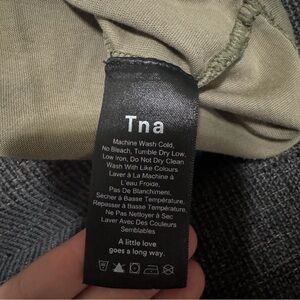 Tna
Machine Wash Cold,
No Bleach, Tumble Dry Low,
Low Iron, Do Not Dry Clean
Wash With Like Colours
Laver à La Machine à
L'eau Froide,
Pas De Blanchiment,
Sécher à Basse Température,
Repasser à Basse Température,
Ne Pas Nettoyer à Sec
Laver Avec Des Couleurs
Semblables
A little love
goes a long way.